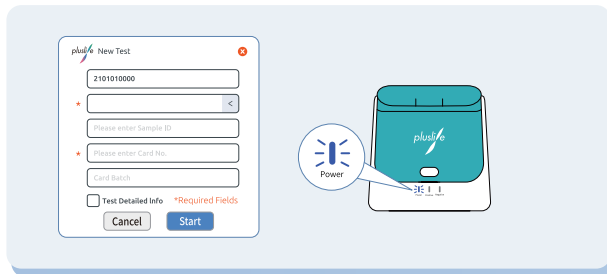 pluslife New Test
2101010000
*
<
Please enter Sample ID
* Please enter Card No.
Card Batch
Test Detailed Info *Required Fields
Cancel Start
pluslife
Power
Power